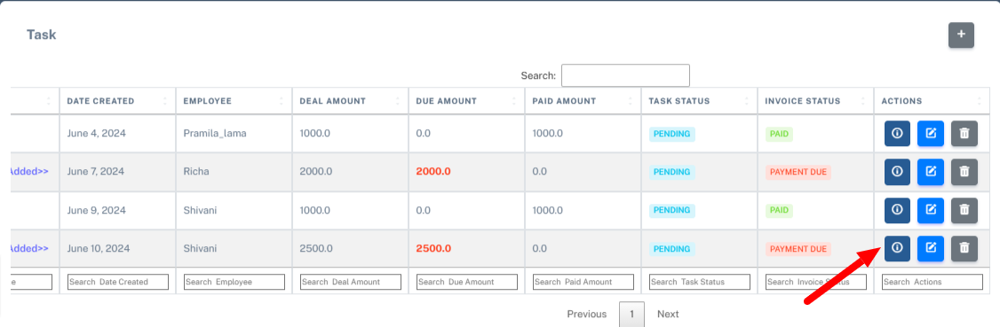 Task
+
Search:
DATE CREATED EMPLOYEE DEAL AMOUNT DUE AMOUNT PAID AMOUNT TASK STATUS INVOICE STATUS ACTIONS
June 4, 2024 Pramila_lama 1000.0 0.0 1000.0 PENDING PAID
Added>> June 7, 2024 Richa 2000.0 2000.0 0.0 PENDING PAYMENT DUE
June 9, 2024 Shivani 1000.0 0.0 1000.0 PENDING PAID
Added>> June 10, 2024 Shivani 2500.0 2500.0 0.0 PENDING PAYMENT DUE
Search Date Created Search Employee Search Deal Amount Search Due Amount Search Paid Amount Search Task Status Search Invoice Status Search Actions
Previous 1 Next